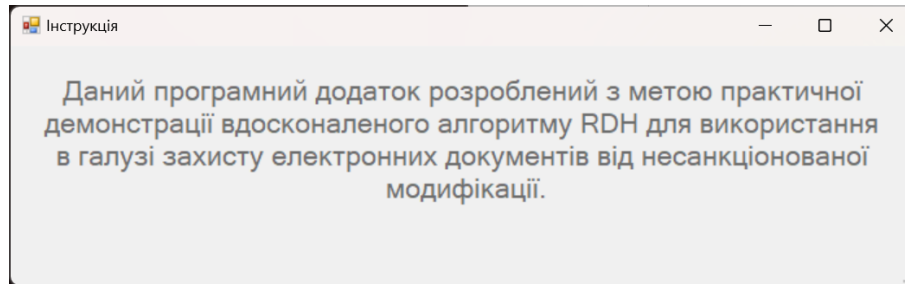 Інструкція
Даний програмний додаток розроблений з метою практичної
демонстрації вдосконаленого алгоритму RDH для використання
в галузі захисту електронних документів від несанкціонованої
модифікації.